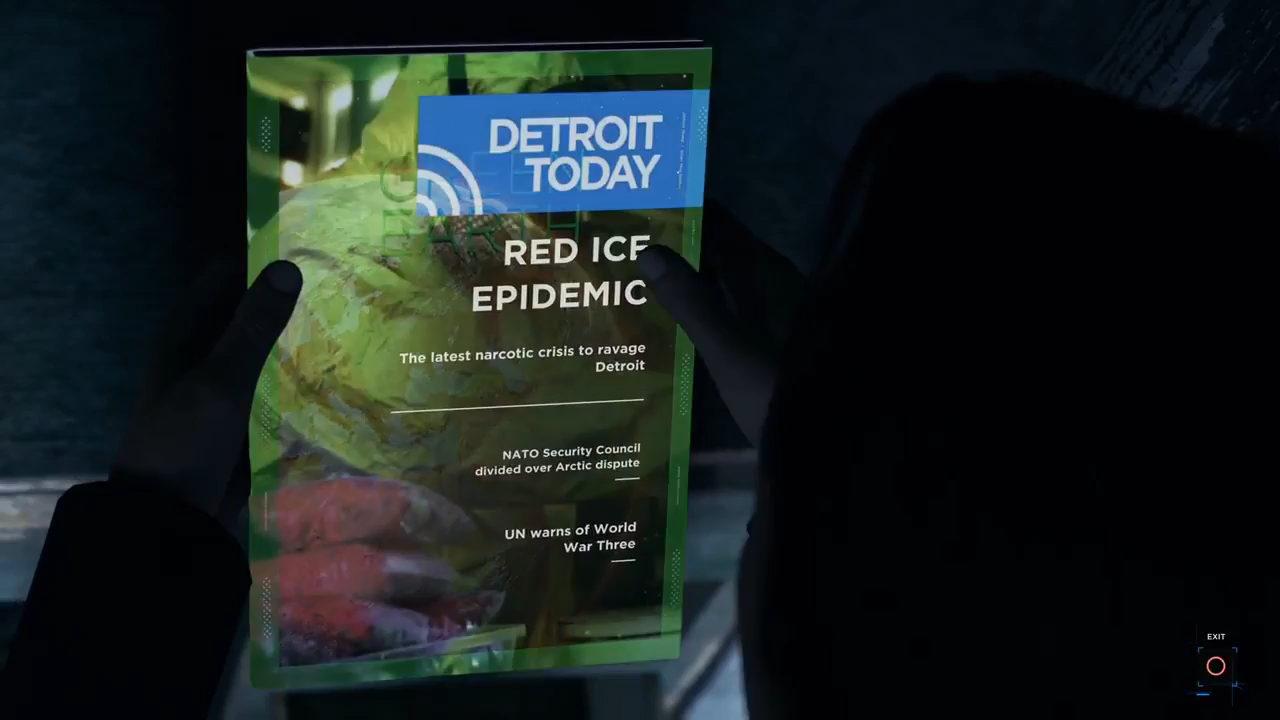 DETROIT
TODAY
RED ICE
EPIDEMIC
The latest narcotic crisis to ravage
Detroit
NATO Security Council
divided over Arctic dispute
UN warns of World
War Three
EXIT